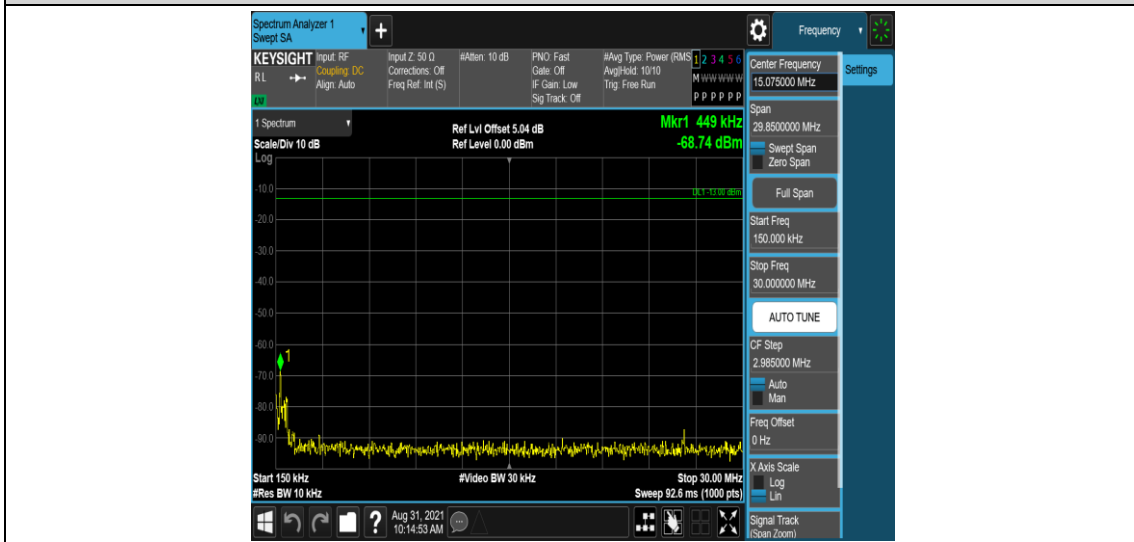 Spectrum Analyzer 1
Swept SA
+
Frequency
KEYSIGHT
RL
LXI
Input: RF
Coupling: DC
Align: Auto
Input Z: 50 Ω
Corrections: Off
Freq Ref: Int (S)
#Atten: 10 dB
PNO: Fast
Gate: Off
IF Gain: Low
Sig Track: Off
#Avg Type: Power (RMS
Avg|Hold: 10/10
Trig: Free Run
1 2 3 4 5 6
M W W W W W
P P P P P P
1 Spectrum
Scale/Div 10 dB
Log
Ref Lvl Offset 5.04 dB
Ref Level 0.00 dBm
Mkr1 449 kHz
-68.74 dBm
DL1 -13.00 dBm
-10.0
-20.0
-30.0
-40.0
-50.0
-60.0
-70.0
-80.0
-90.0
1
Start 150 kHz
#Res BW 10 kHz
#Video BW 30 kHz
Stop 30.00 MHz
Sweep 92.6 ms (1000 pts)
Center Frequency
15.075000 MHz
Settings
Span
29.8500000 MHz
Swept Span
Zero Span
Full Span
Start Freq
150.000 kHz
Stop Freq
30.000000 MHz
AUTO TUNE
CF Step
2.985000 MHz
Auto
Man
Freq Offset
0 Hz
X Axis Scale
Log
Lin
Signal Track
(Span Zoom)
?
Aug 31, 2021
10:14:53 AM